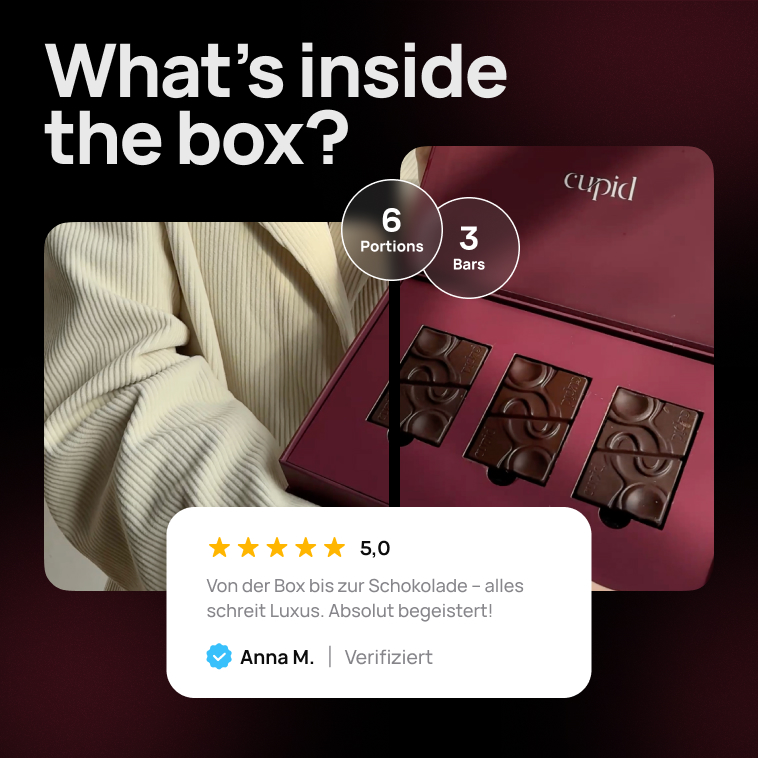 What’s inside
the box?
cupid
6
Portions
3
Bars
5,0
Von der Box bis zur Schokolade – alles
schreit Luxus. Absolut begeistert!
Anna M. | Verifiziert